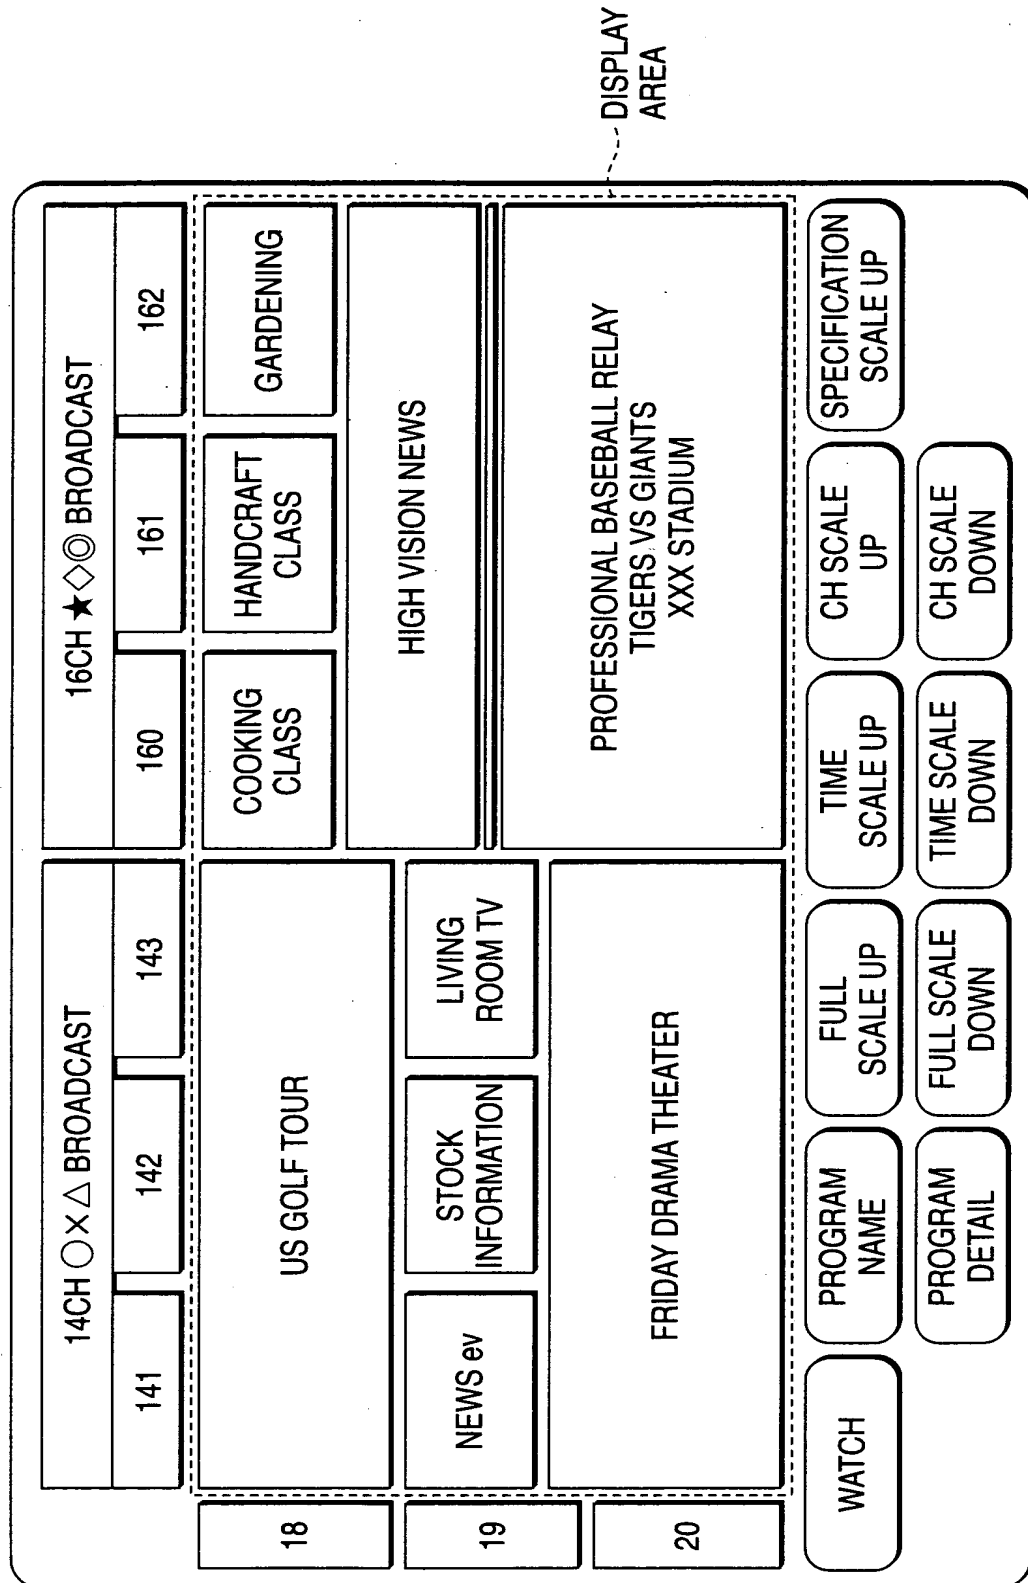 14CH ○×△ BROADCAST
16CH ★◇◎ BROADCAST
141
142
143
160
161
162
18
19
20
US GOLF TOUR
COOKING
CLASS
HANDCRAFT
CLASS
GARDENING
HIGH VISION NEWS
NEWS ev
STOCK
INFORMATION
LIVING
ROOM TV
FRIDAY DRAMA THEATER
PROFESSIONAL BASEBALL RELAY
TIGERS VS GIANTS
XXX STADIUM
DISPLAY
AREA
WATCH
PROGRAM
NAME
FULL
SCALE UP
TIME
SCALE UP
CH SCALE
UP
SPECIFICATION
SCALE UP
PROGRAM
DETAIL
FULL SCALE
DOWN
TIME SCALE
DOWN
CH SCALE
DOWN